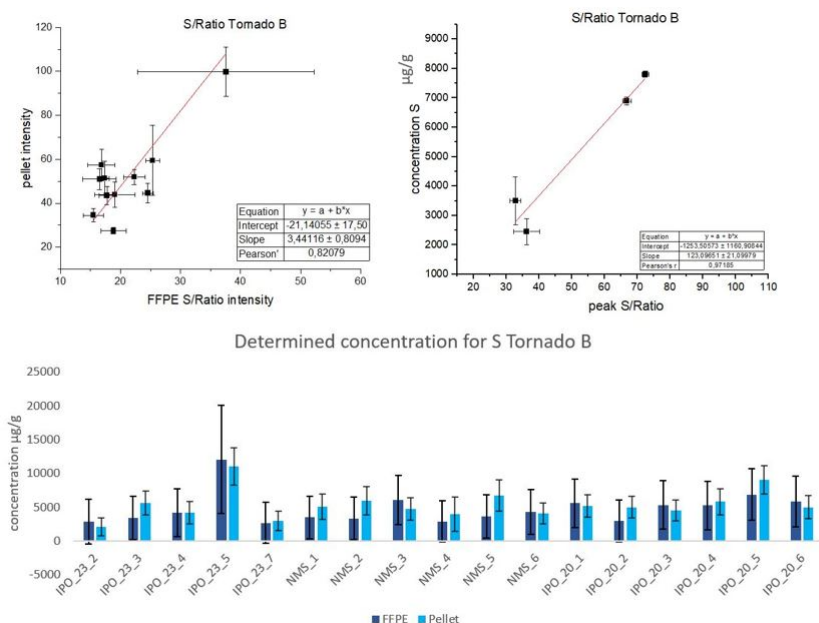 S/Ratio Tornado B
120
100
80
60
40
20
pellet intensity
10 20 30 40 50 60
FFPE S/Ratio intensity
Equation y = a + b*x
Intercept -21,14055 ± 17,50
Slope 3,44116 ± 0,8094
Pearson' 0,82079
S/Ratio Tornado B
9000
8000
7000
6000
5000
4000
3000
2000
1000
µg/g
concentration S
20 30 40 50 60 70 80 90 100 110
peak S/Ratio
Equation y = a + b*x
Intercept -1253,50573 ± 1160,90844
Slope 123,09651 ± 21,09979
Pearson's r 0,97185
Determined concentration for S Tornado B
25000
20000
15000
10000
5000
0
-5000
concentration µg/g
IPO_23_2 IPO_23_3 IPO_23_4 IPO_23_5 IPO_23_7 NMS_1 NMS_2 NMS_3 NMS_4 NMS_5 NMS_6 IPO_20_1 IPO_20_2 IPO_20_3 IPO_20_4 IPO_20_5 IPO_20_6
FFPE Pellet